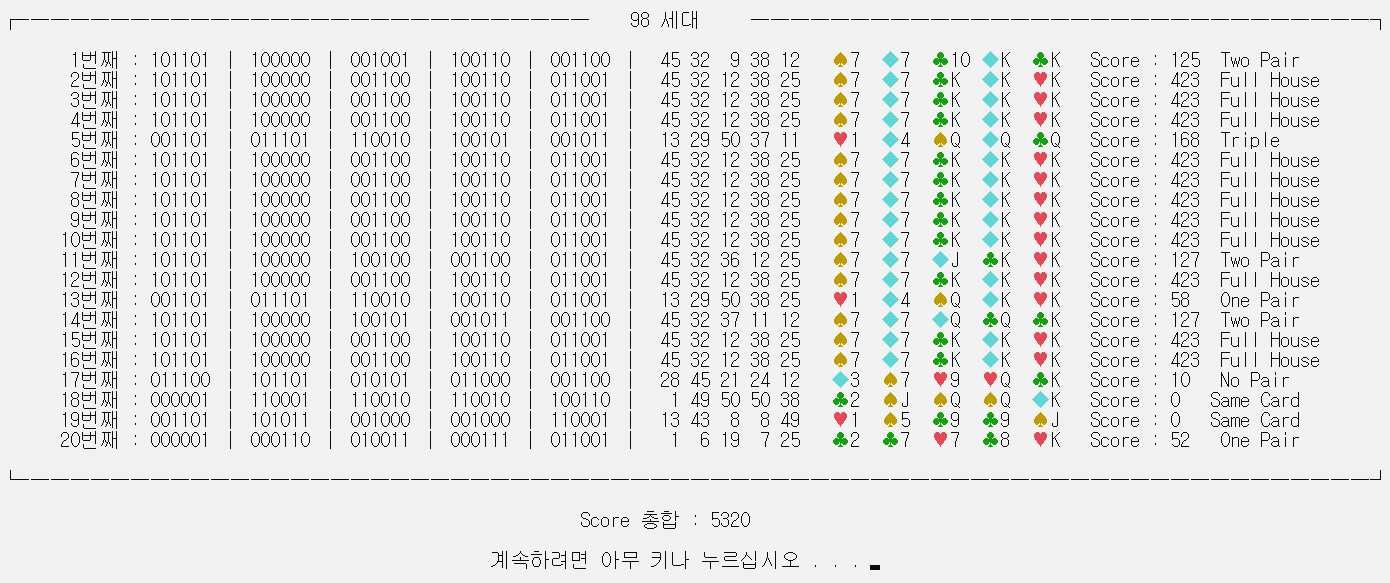 98 세대
1번째 : 101101 | 100000 | 001001 | 100110 | 001100 | 45 32 9 38 12 ♠7 ◆7 ♣10 ◆K ♣K Score : 125 Two Pair
2번째 : 101101 | 100000 | 001100 | 100110 | 011001 | 45 32 12 38 25 ♠7 ◆7 ♣K ◆K ♥K Score : 423 Full House
3번째 : 101101 | 100000 | 001100 | 100110 | 011001 | 45 32 12 38 25 ♠7 ◆7 ♣K ◆K ♥K Score : 423 Full House
4번째 : 101101 | 100000 | 001100 | 100110 | 011001 | 45 32 12 38 25 ♠7 ◆7 ♣K ◆K ♥K Score : 423 Full House
5번째 : 001101 | 011101 | 110010 | 100101 | 001011 | 13 29 50 37 11 ♥1 ◆4 ♠Q ◆Q ♣Q Score : 168 Triple
6번째 : 101101 | 100000 | 001100 | 100110 | 011001 | 45 32 12 38 25 ♠7 ◆7 ♣K ◆K ♥K Score : 423 Full House
7번째 : 101101 | 100000 | 001100 | 100110 | 011001 | 45 32 12 38 25 ♠7 ◆7 ♣K ◆K ♥K Score : 423 Full House
8번째 : 101101 | 100000 | 001100 | 100110 | 011001 | 45 32 12 38 25 ♠7 ◆7 ♣K ◆K ♥K Score : 423 Full House
9번째 : 101101 | 100000 | 001100 | 100110 | 011001 | 45 32 12 38 25 ♠7 ◆7 ♣K ◆K ♥K Score : 423 Full House
10번째 : 101101 | 100000 | 001100 | 100110 | 011001 | 45 32 12 38 25 ♠7 ◆7 ♣K ◆K ♥K Score : 423 Full House
11번째 : 101101 | 100000 | 100100 | 001100 | 011001 | 45 32 36 12 25 ♠7 ◆7 ◆J ♣K ♥K Score : 127 Two Pair
12번째 : 101101 | 100000 | 001100 | 100110 | 011001 | 45 32 12 38 25 ♠7 ◆7 ♣K ◆K ♥K Score : 423 Full House
13번째 : 001101 | 011101 | 110010 | 100110 | 011001 | 13 29 50 38 25 ♥1 ◆4 ♠Q ◆K ♥K Score : 58 One Pair
14번째 : 101101 | 100000 | 100101 | 001011 | 001100 | 45 32 37 11 12 ♠7 ◆7 ◆Q ♣Q ♣K Score : 127 Two Pair
15번째 : 101101 | 100000 | 001100 | 100110 | 011001 | 45 32 12 38 25 ♠7 ◆7 ♣K ◆K ♥K Score : 423 Full House
16번째 : 101101 | 100000 | 001100 | 100110 | 011001 | 45 32 12 38 25 ♠7 ◆7 ♣K ◆K ♥K Score : 423 Full House
17번째 : 011100 | 101101 | 010101 | 011000 | 001100 | 28 45 21 24 12 ◆3 ♠7 ♥9 ♥Q ♣K Score : 10 No Pair
18번째 : 000001 | 110001 | 110010 | 110010 | 100110 | 1 49 50 50 38 ♣2 ♠J ♠Q ♠Q ◆K Score : 0 Same Card
19번째 : 001101 | 101011 | 001000 | 001000 | 110001 | 13 43 8 8 49 ♥1 ♠5 ♣9 ♣9 ♠J Score : 0 Same Card
20번째 : 000001 | 000110 | 010011 | 000111 | 011001 | 1 6 19 7 25 ♣2 ♣7 ♥7 ♣8 ♥K Score : 52 One Pair
Score 총합 : 5320
계속하려면 아무 키나 누르십시오 . . .